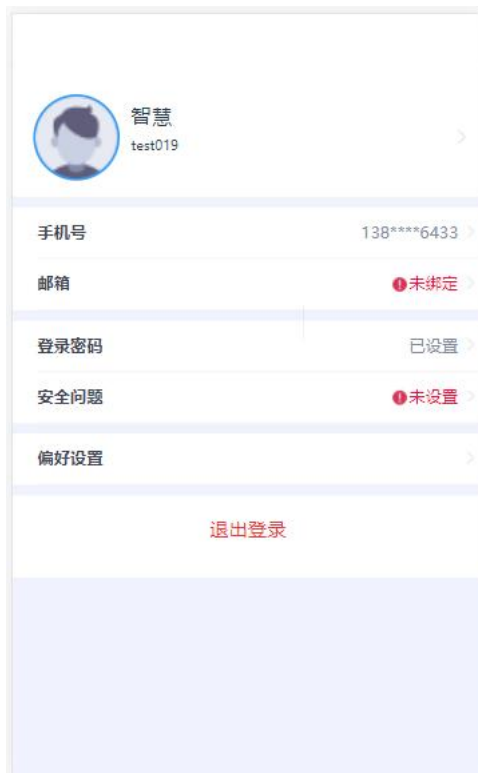 智慧
test019
手机号 138****6433
邮箱 未绑定
登录密码 已设置
安全问题 未设置
偏好设置
退出登录